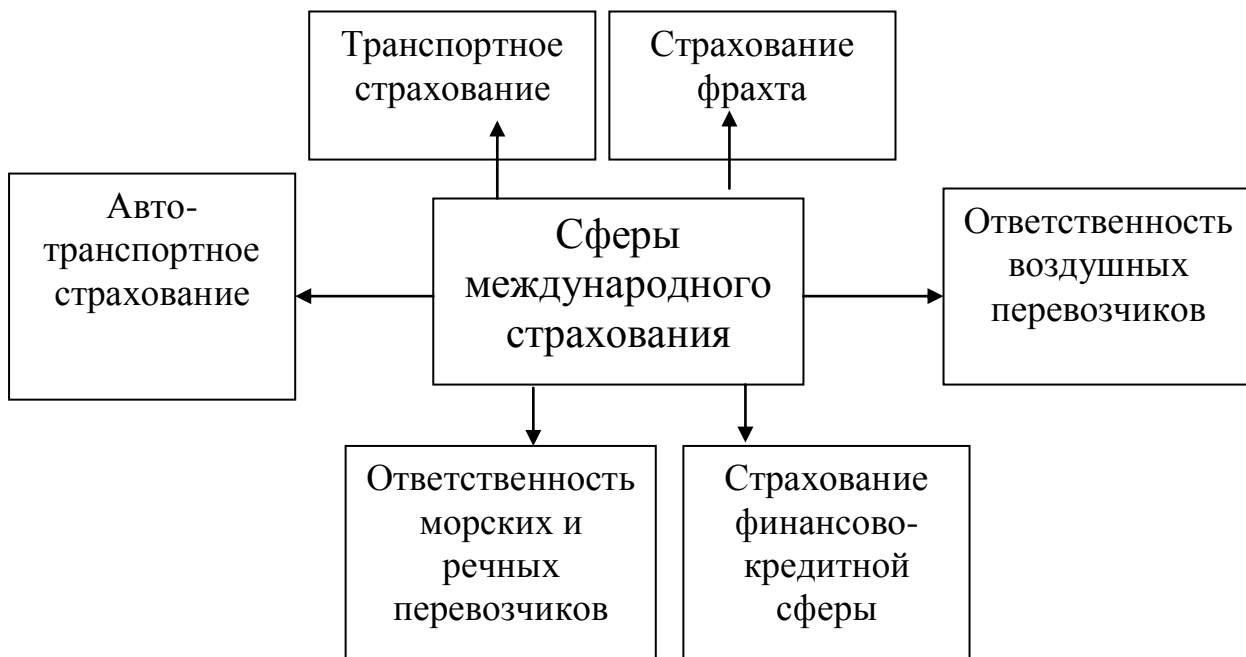 Транспортное
страхование
Страхование
фрахта
Авто-
транспортное
страхование
Сферы
международного
страхования
Ответственность
воздушных
перевозчиков
Ответственность
морских и
речных
перевозчиков
Страхование
финансово-
кредитной
сферы